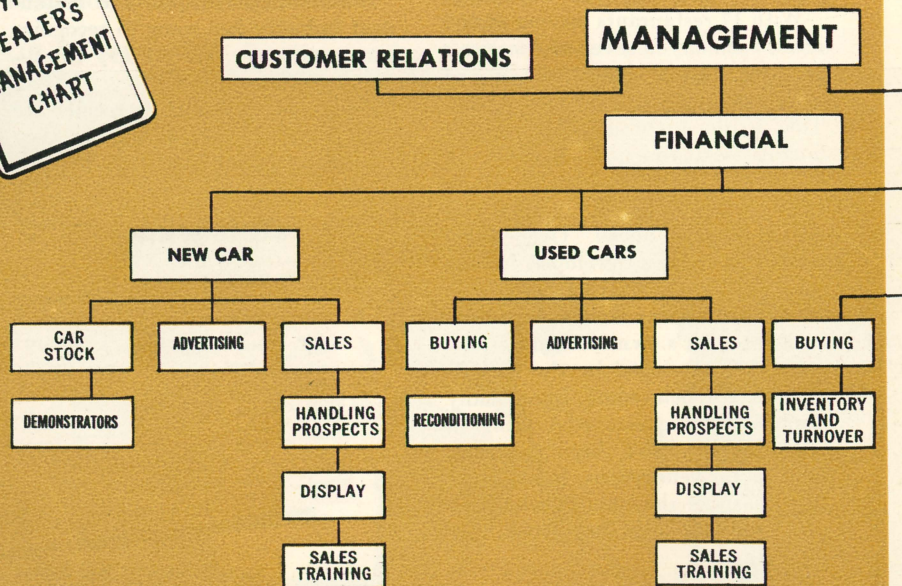 EALER'S
ANAGEMENT
CHART
CUSTOMER RELATIONS
MANAGEMENT
FINANCIAL
NEW CAR
USED CARS
CAR
STOCK
ADVERTISING
SALES
BUYING
ADVERTISING
SALES
BUYING
DEMONSTRATORS
HANDLING
PROSPECTS
RECONDITIONING
HANDLING
PROSPECTS
INVENTORY
AND
TURNOVER
DISPLAY
DISPLAY
SALES
TRAINING
SALES
TRAINING